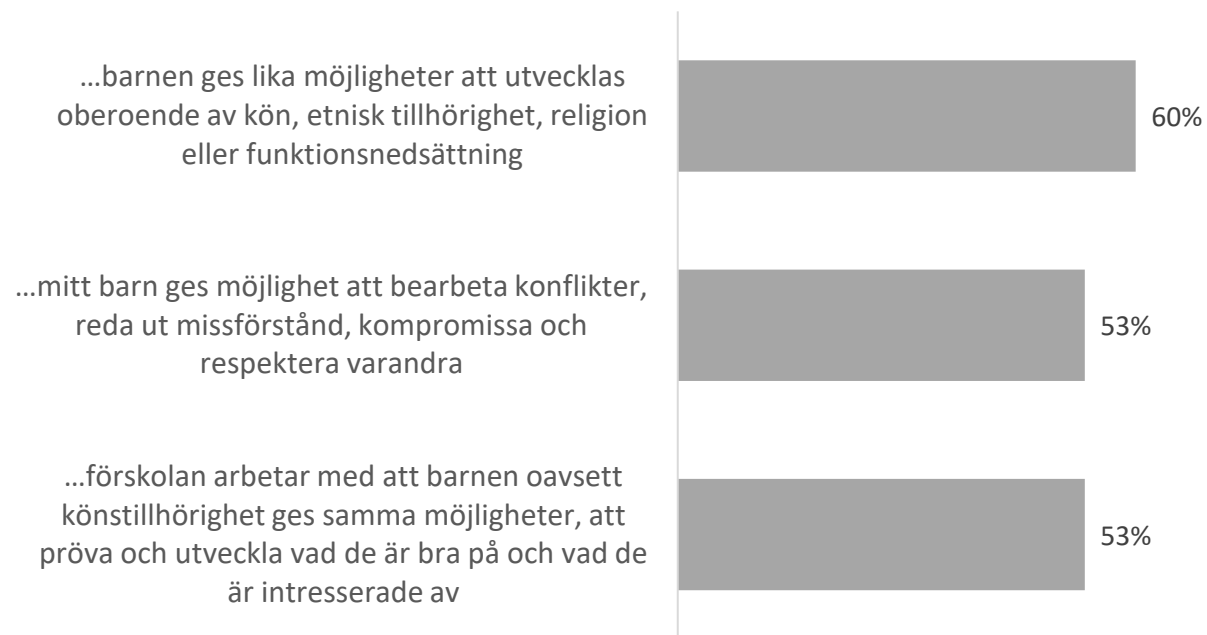 ...barnen ges lika möjligheter att utvecklas
oberoende av kön, etnisk tillhörighet, religion
eller funktionsnedsättning
60%
...mitt barn ges möjlighet att bearbeta konflikter,
reda ut missförstånd, kompromissa och
respektera varandra
53%
...förskolan arbetar med att barnen oavsett
könstillhörighet ges samma möjligheter, att
pröva och utveckla vad de är bra på och vad de
är intresserade av
53%